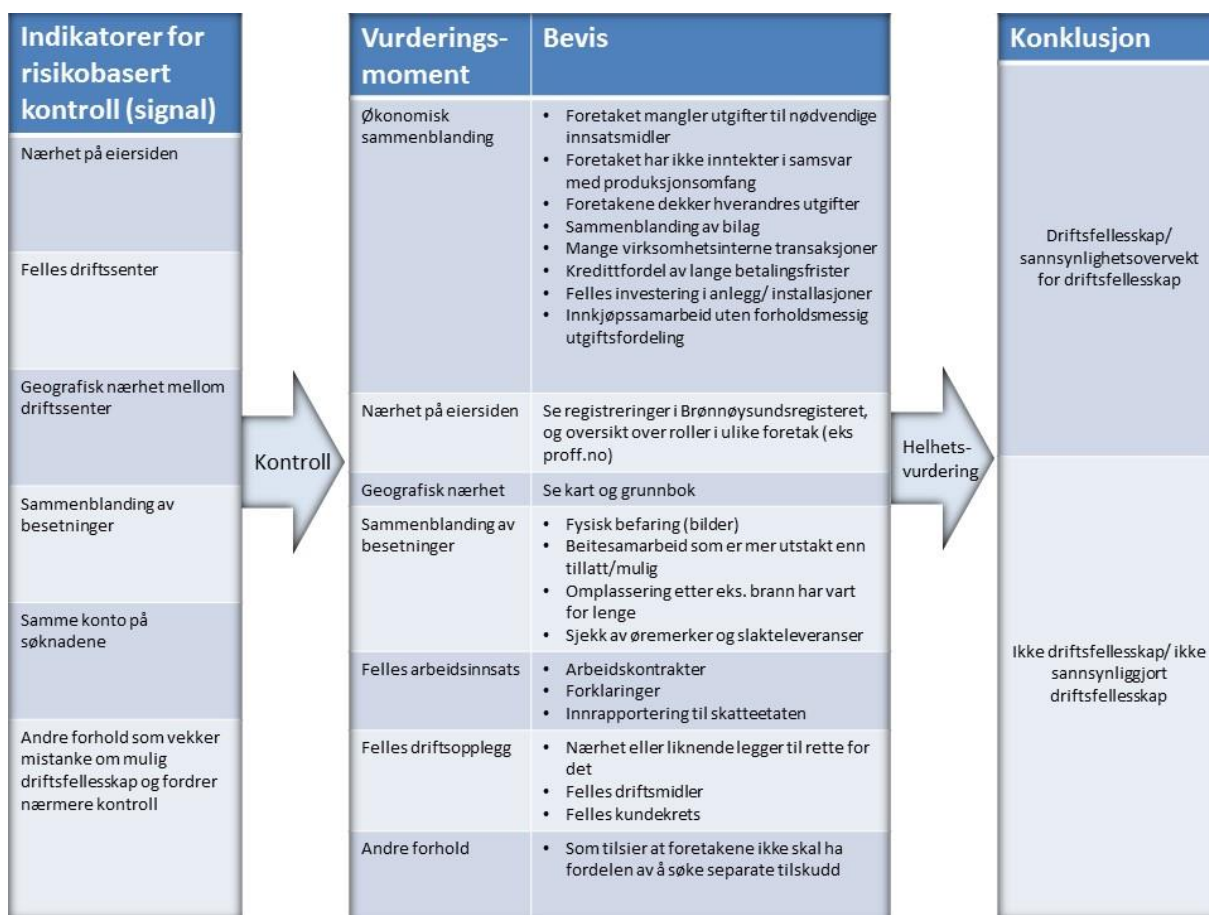 Indikatorer for
risikobasert
kontroll (signal)
Nærhet på eiersiden
Felles driftssenter
Geografisk nærhet mellom
driftssenter
Sammenblanding av
besetninger
Samme konto på
søknadene
Andre forhold som vekker
mistanke om mulig
driftsfellesskap og fordrer
nærmere kontroll
Kontroll
Vurderings-
moment
Bevis
Økonomisk
sammenblanding
• Foretaket mangler utgifter til nødvendige
innsatsmidler
• Foretaket har ikke inntekter i samsvar
med produksjonsomfang
• Foretakene dekker hverandres utgifter
• Sammenblanding av bilag
• Mange virksomhetsinterne transaksjoner
• Kredittfordel av lange betalingsfrister
• Felles investering i anlegg/ installasjoner
• Innkjøpssamarbeid uten forholdsmessig
utgiftsfordeling
Nærhet på eiersiden
Se registreringer i Brønnøysundsregisteret,
og oversikt over roller i ulike foretak (eks
proff.no)
Geografisk nærhet
Se kart og grunnbok
Sammenblanding av
besetninger
• Fysisk befaring (bilder)
• Beitesamarbeid som er mer utstakt enn
tillatt/mulig
• Omplassering etter eks. brann har vart
for lenge
• Sjekk av øremerker og slakteleveranser
Felles arbeidsinnsats
• Arbeidskontrakter
• Forklaringer
• Innrapportering til skatteetaten
Felles driftsopplegg
• Nærhet eller liknende legger til rette for
det
• Felles driftsmidler
• Felles kundekrets
Andre forhold
• Som tilsier at foretakene ikke skal ha
fordelen av å søke separate tilskudd
Helhets-
vurdering
Konklusjon
Driftsfellesskap/
sannsynlighetsovervekt
for driftsfellesskap
Ikke driftsfellesskap/ ikke
sannsynliggjort
driftsfellesskap